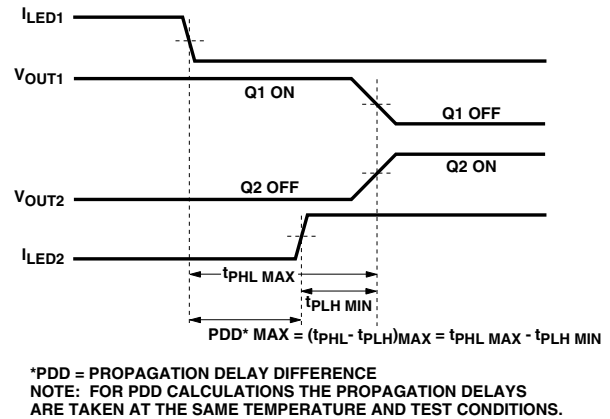 ILED1
VOUT1
Q1 ON
Q1 OFF
Q2 ON
Q2 OFF
VOUT2
ILED2
tPHL MAX
tPLH MIN
PDD* MAX = (tPHL- tPLH)MAX = tPHL MAX - tPLH MIN
*PDD = PROPAGATION DELAY DIFFERENCE
NOTE: FOR PDD CALCULATIONS THE PROPAGATION DELAYS
ARE TAKEN AT THE SAME TEMPERATURE AND TEST CONDITIONS.